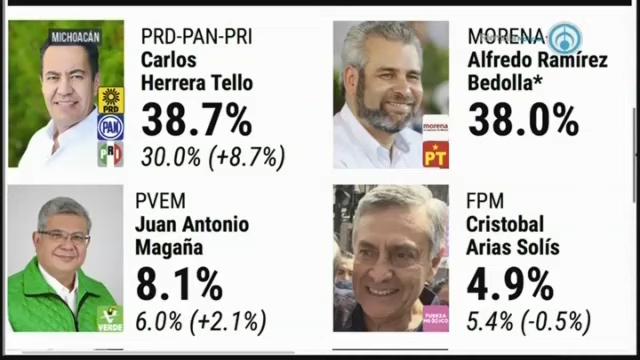 MICHOACÁN
PRD-PAN-PRI
Carlos
Herrera Tello
38.7%
30.0% (+8.7%)
PRD
PAN
PRI
MORENA
Alfredo Ramírez
Bedolla*
38.0%
morena
PT
PVEM
Juan Antonio
Magaña
8.1%
6.0% (+2.1%)
VERDE
FPM
Cristobal
Arias Solís
4.9%
5.4% (-0.5%)
FUERZA